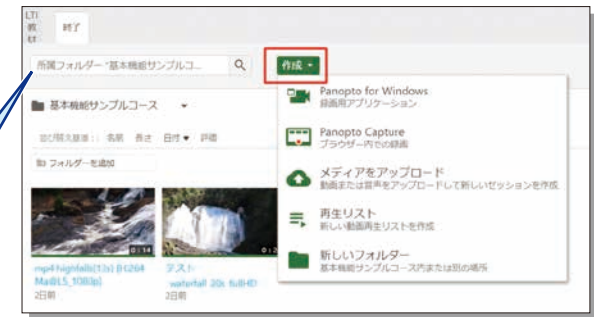 LTI
教
材
終了
所属フォルダー "基本機能サンプルコ...
作成
基本機能サンプルコース
並び替え基準: 名前 長さ 日付 評価
フォルダーを追加
Panopto for Windows
録画用アプリケーション
Panopto Capture
ブラウザー内での録画
メディアをアップロード
動画または音声をアップロードして新しいセッションを作成
再生リスト
新しい動画再生リストを作成
新しいフォルダー
基本機能サンプルコース内または別の場所
0:14
0:2
2日前
テスト
waterfall 20s fullHD
2日前